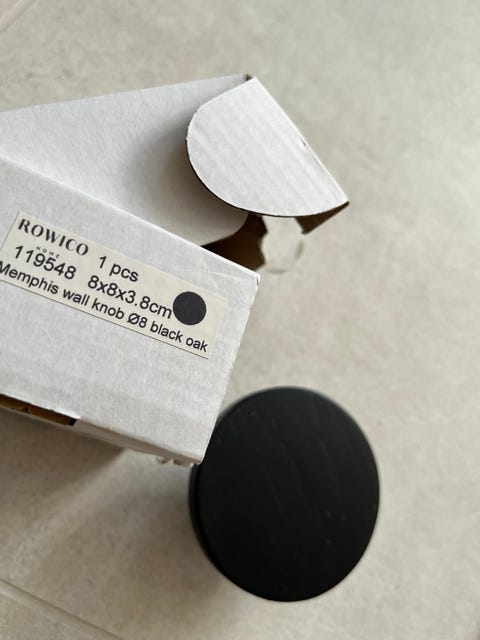 ROWICO
HOME
1 pcs
119548 8x8x3.8cm
Memphis wall knob Ø8 black oak